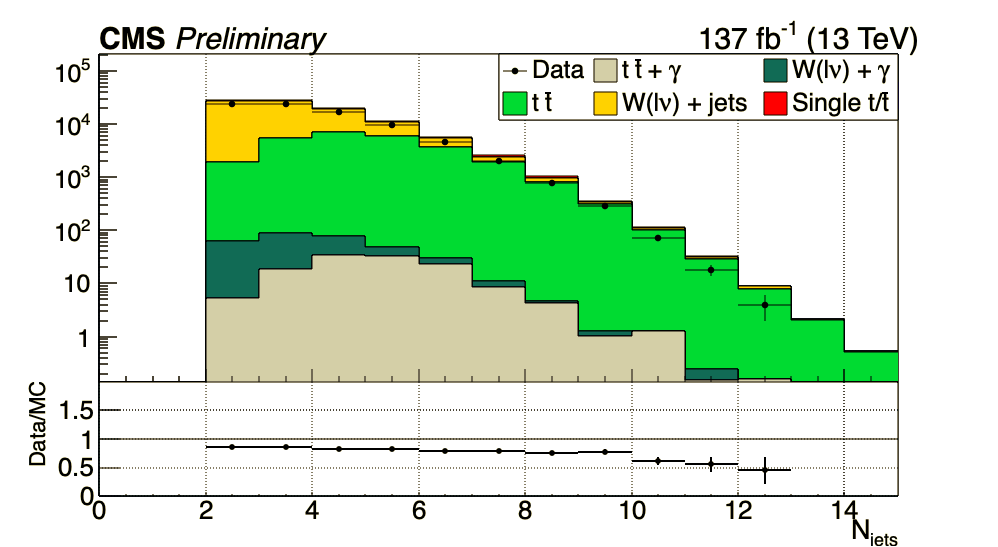 CMS Preliminary 137 fb⁻¹ (13 TeV)
Data t t̄ + γ W(lν) + γ
t t̄ W(lν) + jets Single t/t̄
10⁵
10⁴
10³
10²
10
1
Data/MC
1.5
1
0.5
0
0 2 4 6 8 10 12 14
N_jets